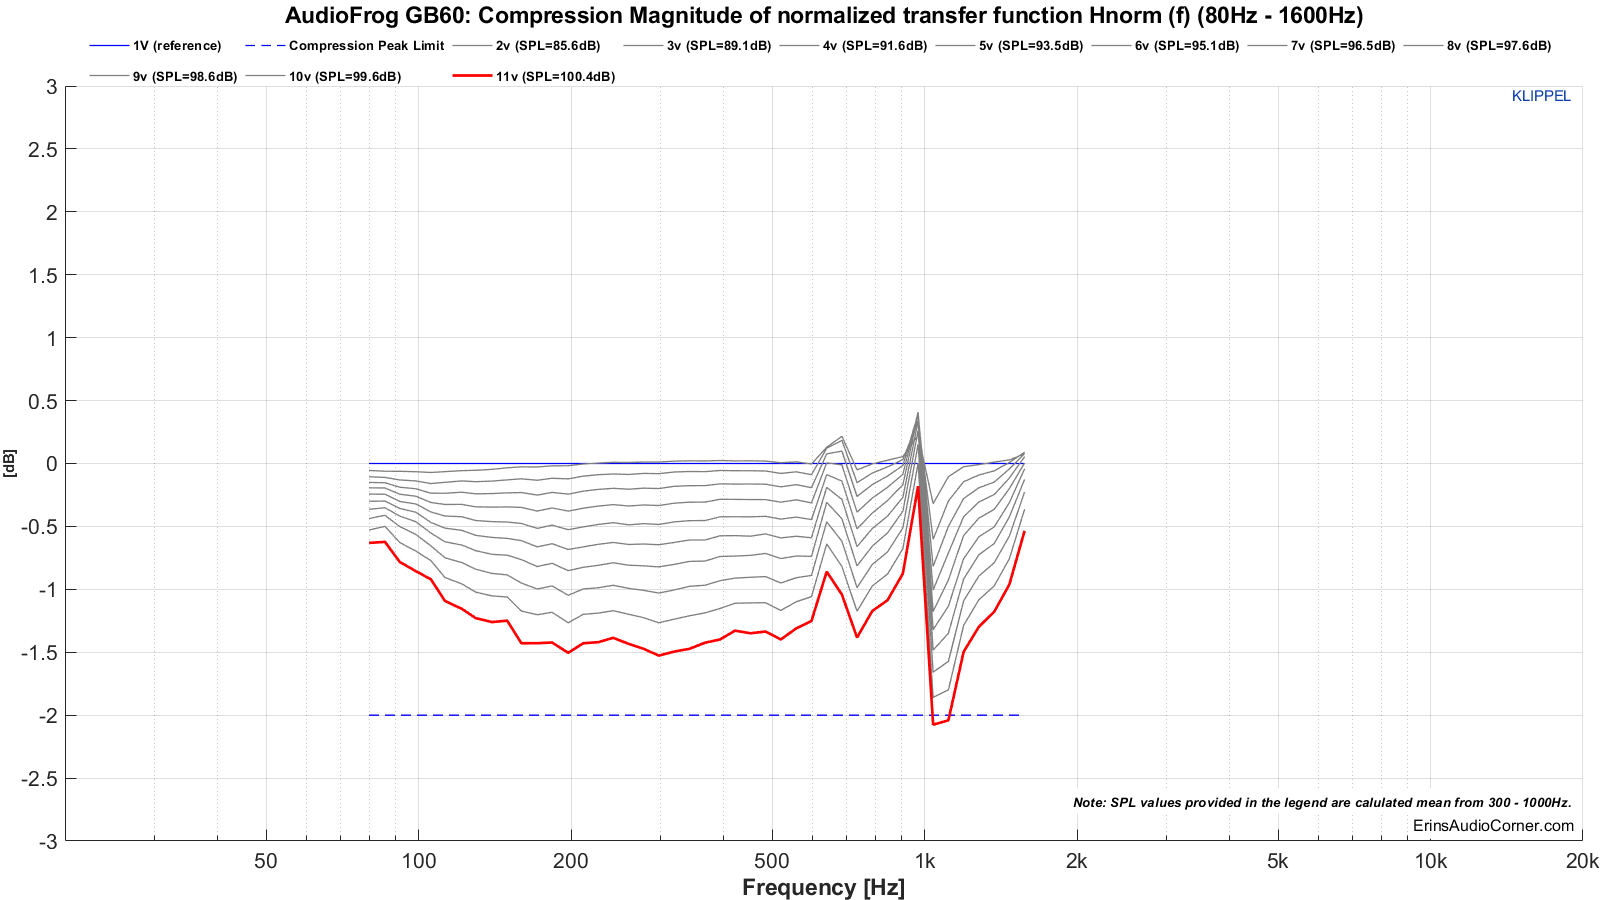 AudioFrog GB60: Compression Magnitude of normalized transfer function Hnorm (f) (80Hz - 1600Hz)
1V (reference) Compression Peak Limit 2v (SPL=85.6dB) 3v (SPL=89.1dB) 4v (SPL=91.6dB) 5v (SPL=93.5dB) 6v (SPL=95.1dB) 7v (SPL=96.5dB) 8v (SPL=97.6dB)
9v (SPL=98.6dB) 10v (SPL=99.6dB) 11v (SPL=100.4dB)
KLIPPEL
3
2.5
2
1.5
1
0.5
0
-0.5
-1
-1.5
-2
-2.5
-3
[dB]
Note: SPL values provided in the legend are calulated mean from 300 - 1000Hz.
ErinsAudioCorner.com
50 100 200 500 1k 2k 5k 10k 20k
Frequency [Hz]